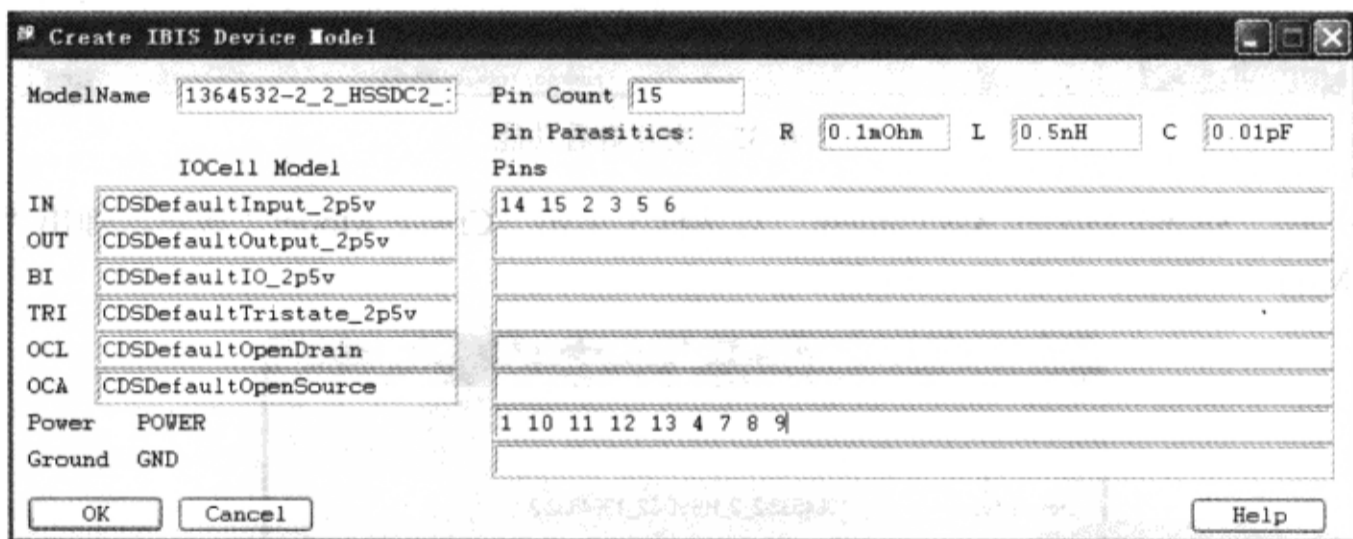 Create IBIS Device Model
ModelName 1364532-2_2_HSSDC2_ Pin Count 15
Pin Parasitics: R 0.1mOhm L 0.5nH C 0.01pF
IOCell Model Pins
IN CDSDefaultInput_2p5v 14 15 2 3 5 6
OUT CDSDefaultOutput_2p5v
BI CDSDefaultIO_2p5v
TRI CDSDefaultTristate_2p5v
OCL CDSDefaultOpenDrain
OCA CDSDefaultOpenSource
Power POWER 1 10 11 12 13 4 7 8 9
Ground GND
OK Cancel Help